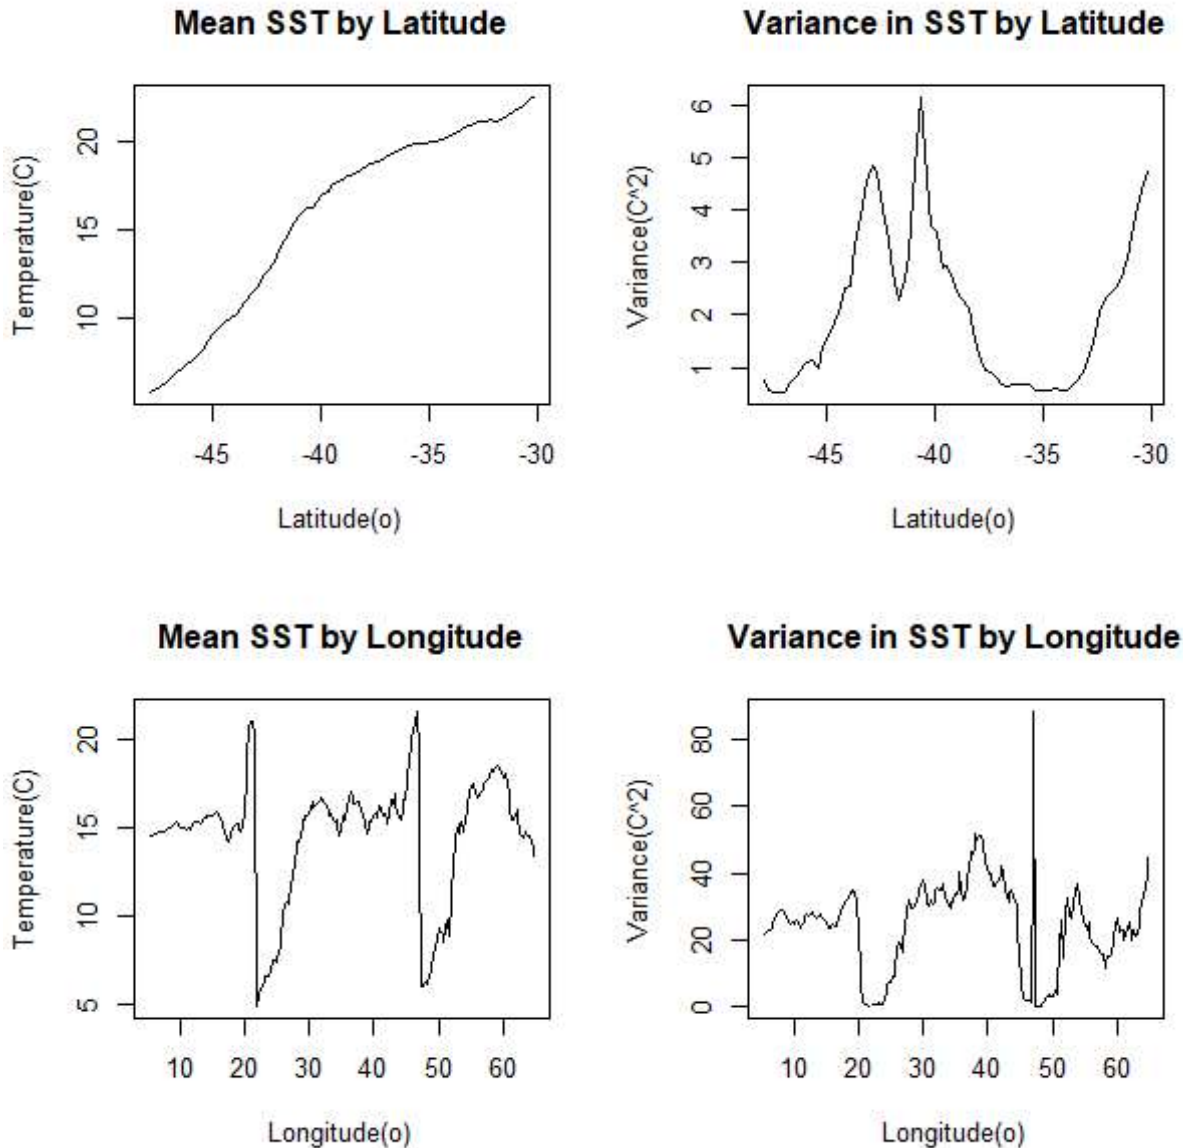 Mean SST by Latitude
Temperature(C)
20
15
10
-45 -40 -35 -30
Latitude(o)
Variance in SST by Latitude
Variance(C^2)
6
5
4
3
2
1
-45 -40 -35 -30
Latitude(o)
Mean SST by Longitude
Temperature(C)
20
15
10
5
10 20 30 40 50 60
Longitude(o)
Variance in SST by Longitude
Variance(C^2)
80
60
40
20
0
10 20 30 40 50 60
Longitude(o)